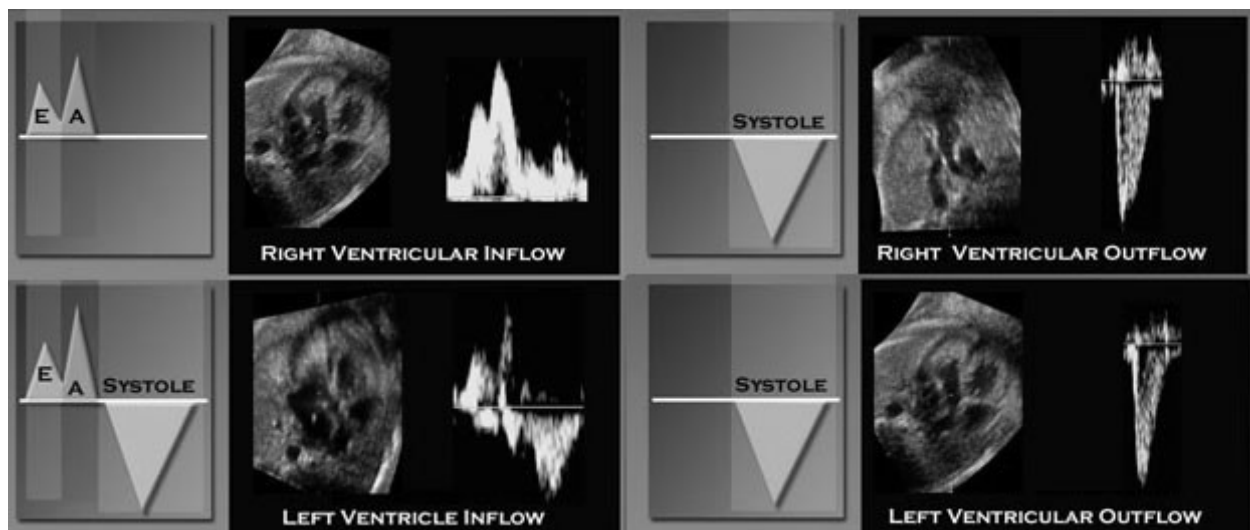 E A
RIGHT VENTRICULAR INFLOW
SYSTOLE
RIGHT VENTRICULAR OUTFLOW
E A SYSTOLE
LEFT VENTRICLE INFLOW
SYSTOLE
LEFT VENTRICULAR OUTFLOW